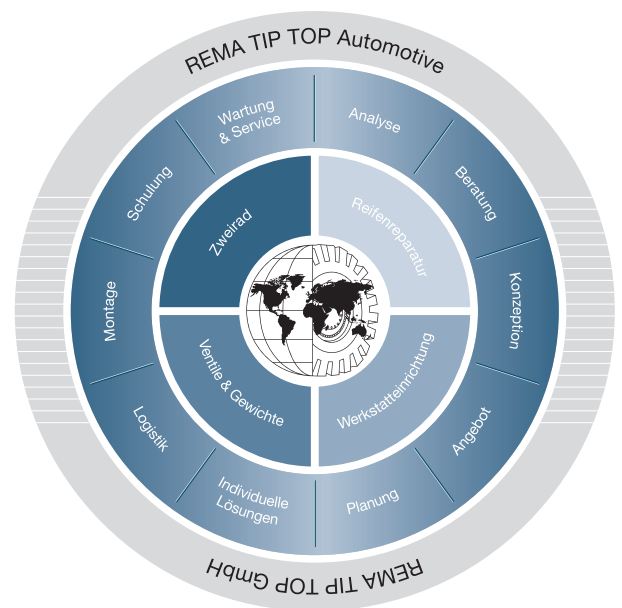 REMA TIP TOP Automotive
Analyse
Beratung
Konzeption
Angebot
Planung
Individuelle
Lösungen
Logistik
Montage
Schulung
Wartung
& Service
Zweirad
Reifenreparatur
Werkstatteinrichtung
Ventile & Gewichte
REMA TIP TOP GmbH